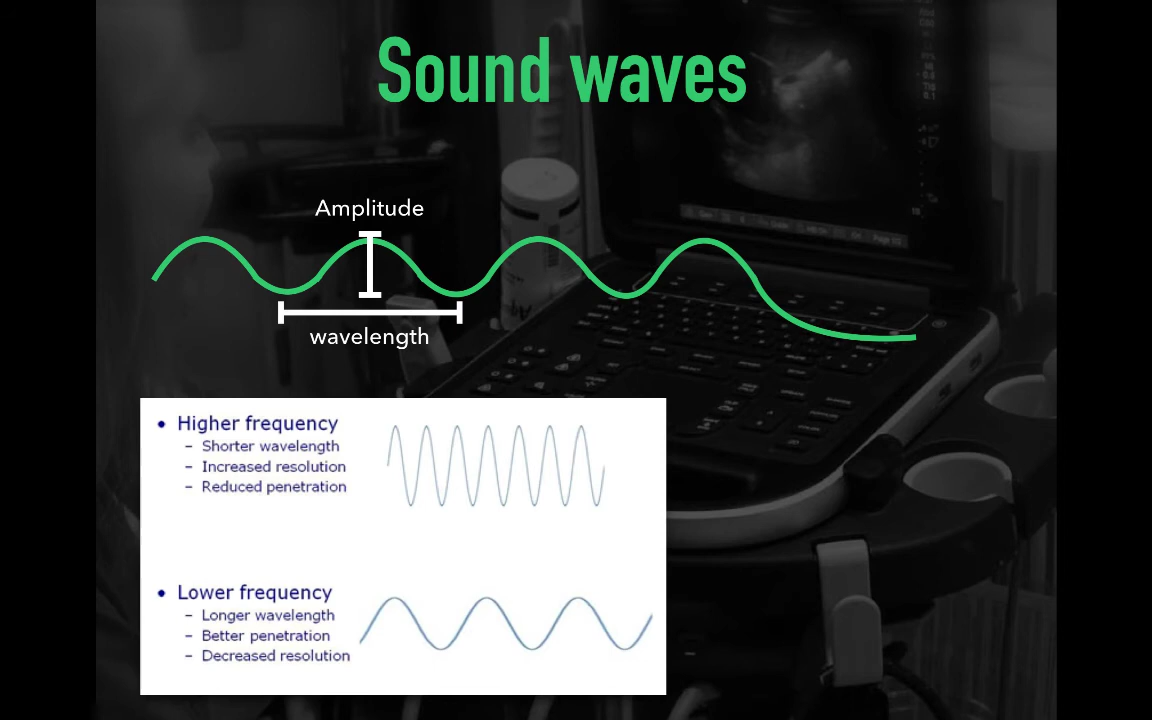 Sound waves
Amplitude
wavelength
• Higher frequency
– Shorter wavelength
– Increased resolution
– Reduced penetration
• Lower frequency
– Longer wavelength
– Better penetration
– Decreased resolution